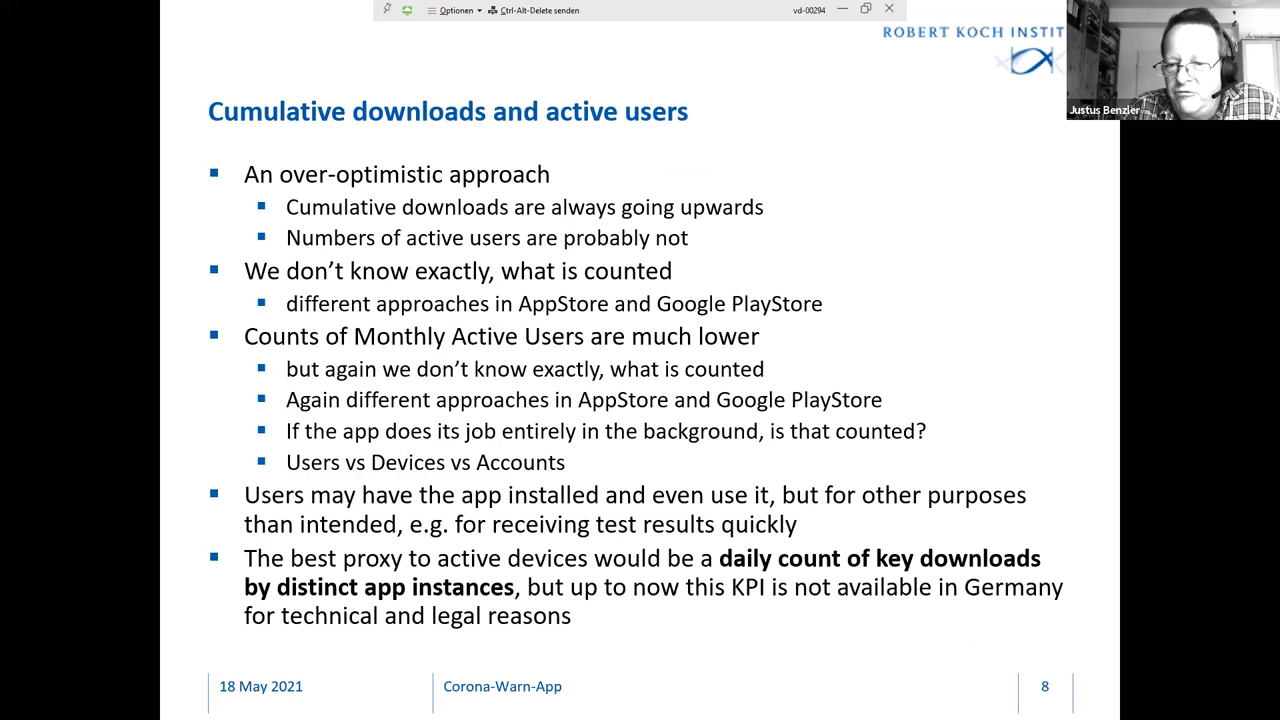 Optionen
Ctrl-Alt-Delete senden
vd-00294
ROBERT KOCH INSTIT
Justus Benzler
Cumulative downloads and active users
An over-optimistic approach
Cumulative downloads are always going upwards
Numbers of active users are probably not
We don’t know exactly, what is counted
different approaches in AppStore and Google PlayStore
Counts of Monthly Active Users are much lower
but again we don’t know exactly, what is counted
Again different approaches in AppStore and Google PlayStore
If the app does its job entirely in the background, is that counted?
Users vs Devices vs Accounts
Users may have the app installed and even use it, but for other purposes
than intended, e.g. for receiving test results quickly
The best proxy to active devices would be a daily count of key downloads
by distinct app instances, but up to now this KPI is not available in Germany
for technical and legal reasons
18 May 2021
Corona-Warn-App
8